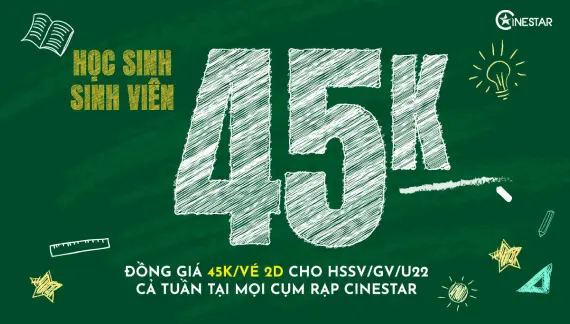 CINESTAR
HỌC SINH
SINH VIÊN
45K
ĐỒNG GIÁ 45K/VÉ 2D CHO HSSV/GV/U22
CẢ TUẦN TẠI MỌI CỤM RẠP CINESTAR